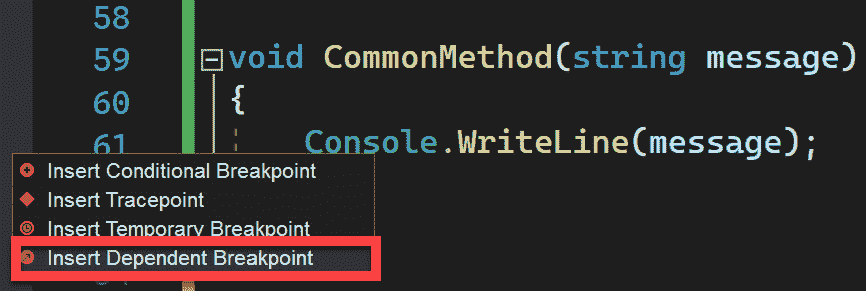 58
59 void CommonMethod(string message)
60 {
61 Console.WriteLine(message);
Insert Conditional Breakpoint
Insert Tracepoint
Insert Temporary Breakpoint
Insert Dependent Breakpoint